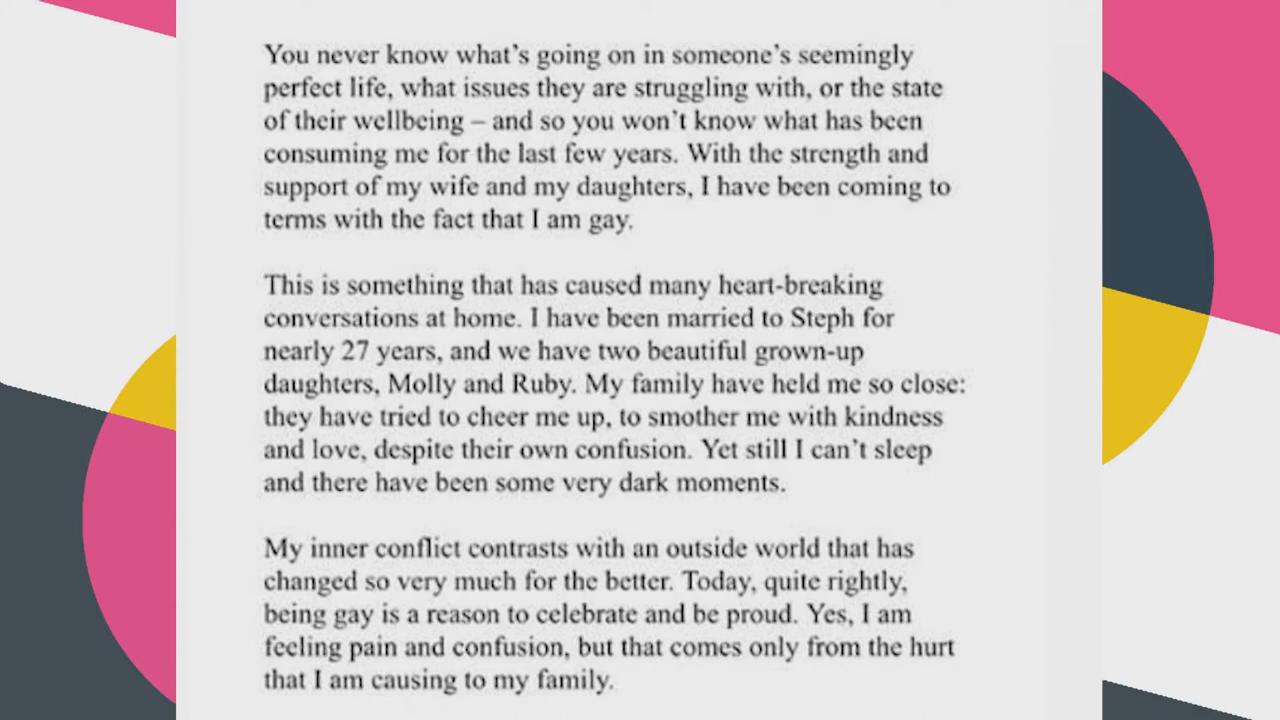 You never know what's going on in someone's seemingly
perfect life, what issues they are struggling with, or the state
of their wellbeing – and so you won't know what has been
consuming me for the last few years. With the strength and
support of my wife and my daughters, I have been coming to
terms with the fact that I am gay.
This is something that has caused many heart-breaking
conversations at home. I have been married to Steph for
nearly 27 years, and we have two beautiful grown-up
daughters, Molly and Ruby. My family have held me so close:
they have tried to cheer me up, to smother me with kindness
and love, despite their own confusion. Yet still I can't sleep
and there have been some very dark moments.
My inner conflict contrasts with an outside world that has
changed so very much for the better. Today, quite rightly,
being gay is a reason to celebrate and be proud. Yes, I am
feeling pain and confusion, but that comes only from the hurt
that I am causing to my family.